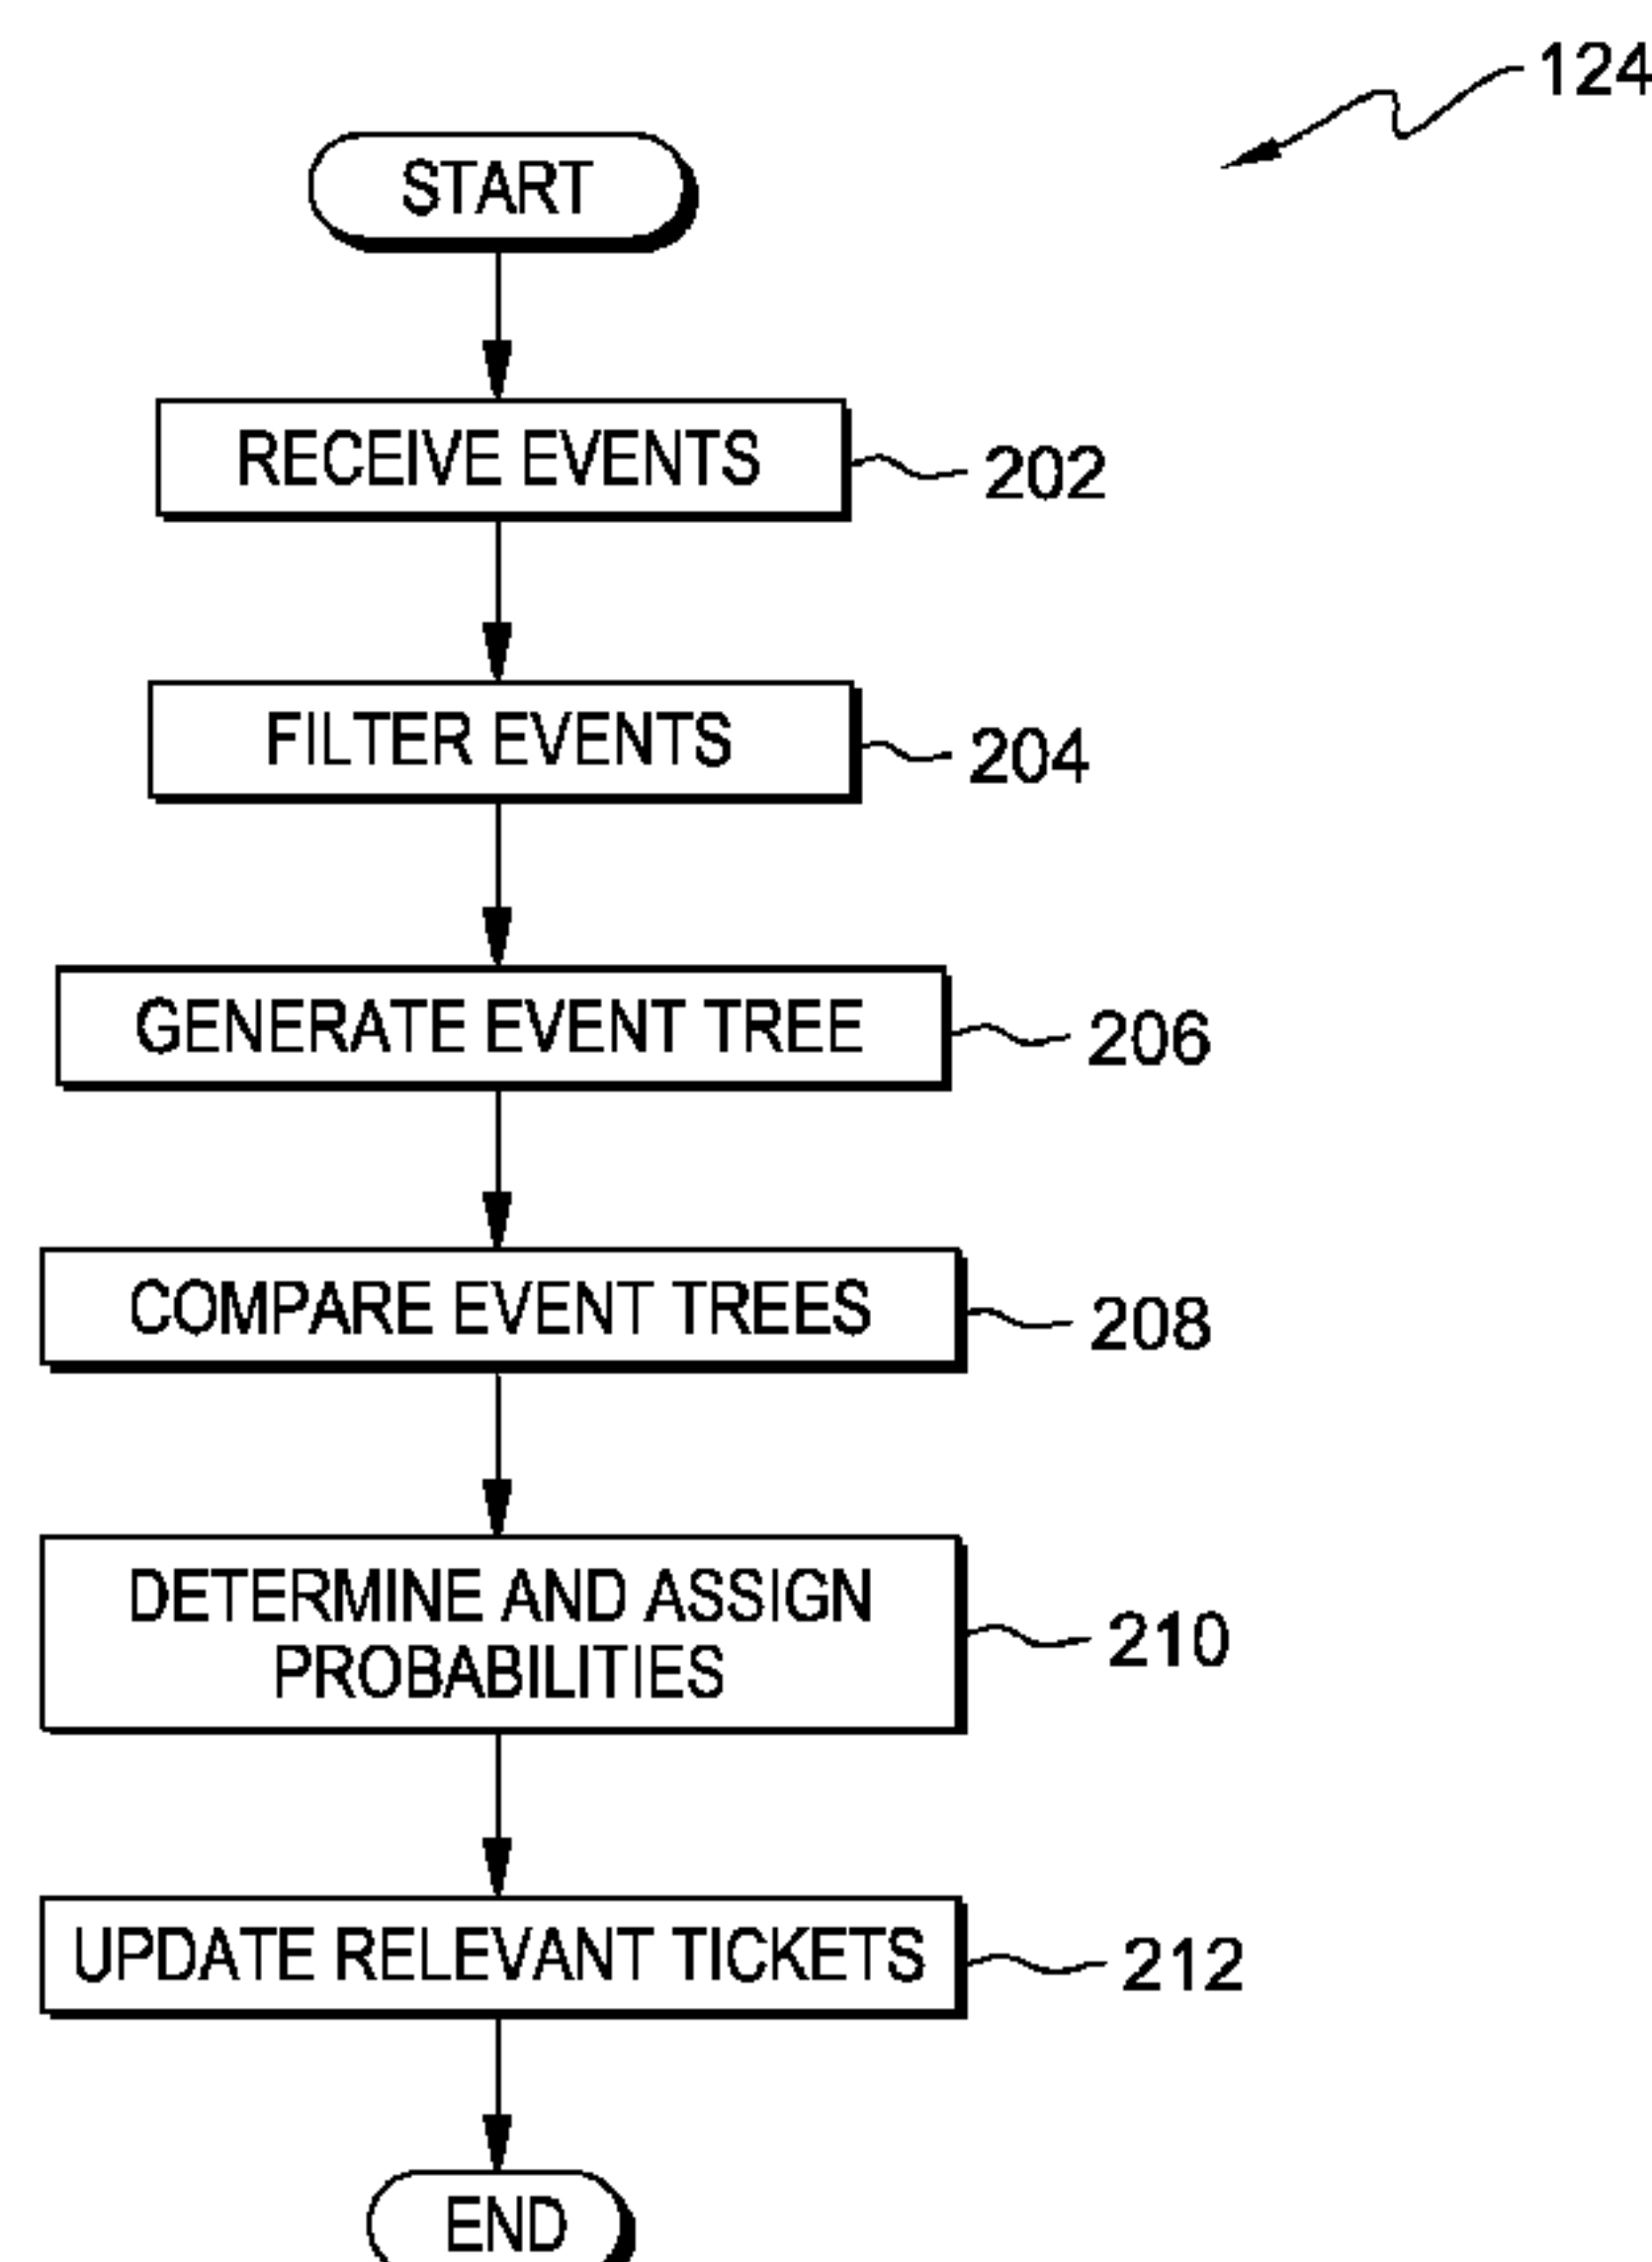 124
START
RECEIVE EVENTS
202
FILTER EVENTS
204
GENERATE EVENT TREE
206
COMPARE EVENT TREES
208
DETERMINE AND ASSIGN
PROBABILITIES
210
UPDATE RELEVANT TICKETS
212
END